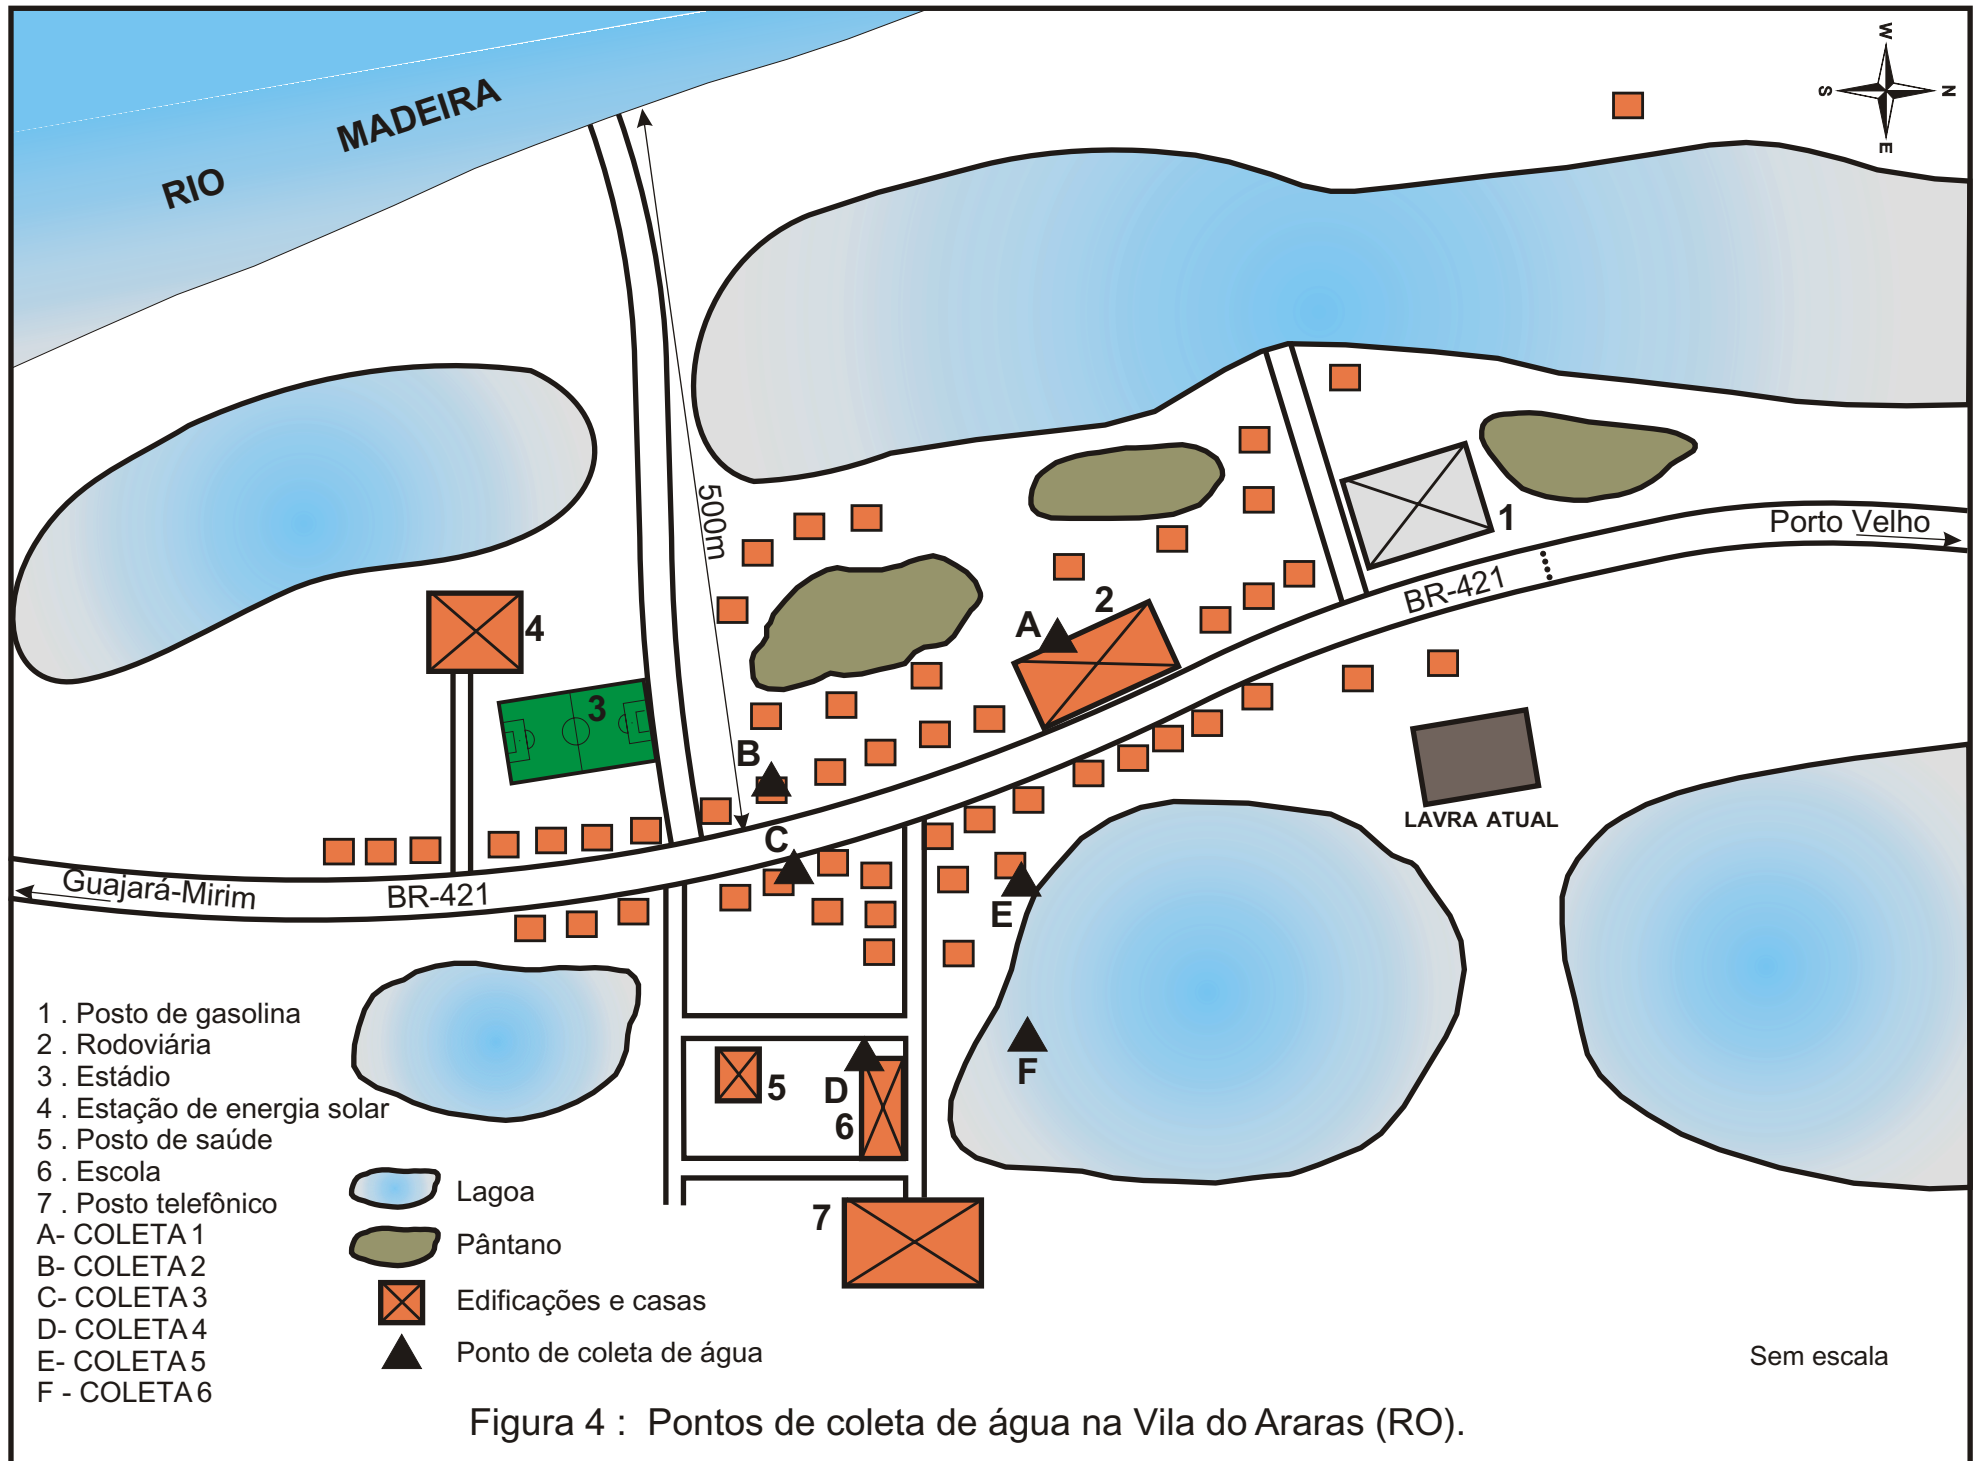 W
S N
E
RIO MADEIRA
500m
1
Porto Velho
BR-421
2
A
4
3
B
LAVRA ATUAL
C
Guajará-Mirim
BR-421
E
F
5
D
6
7
1 . Posto de gasolina
2 . Rodoviária
3 . Estádio
4 . Estação de energia solar
5 . Posto de saúde
6 . Escola
7 . Posto telefônico
A- COLETA 1
B- COLETA 2
C- COLETA 3
D- COLETA 4
E- COLETA 5
F - COLETA 6
Lagoa
Pântano
Edificações e casas
Ponto de coleta de água
Sem escala
Figura 4 : Pontos de coleta de água na Vila do Araras (RO).